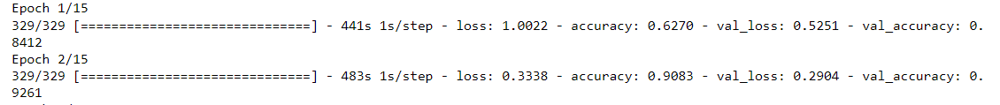 Epoch 1/15
329/329 [==============================] - 441s 1s/step - loss: 1.0022 - accuracy: 0.6270 - val_loss: 0.5251 - val_accuracy: 0.
8412
Epoch 2/15
329/329 [==============================] - 483s 1s/step - loss: 0.3338 - accuracy: 0.9083 - val_loss: 0.2904 - val_accuracy: 0.
9261